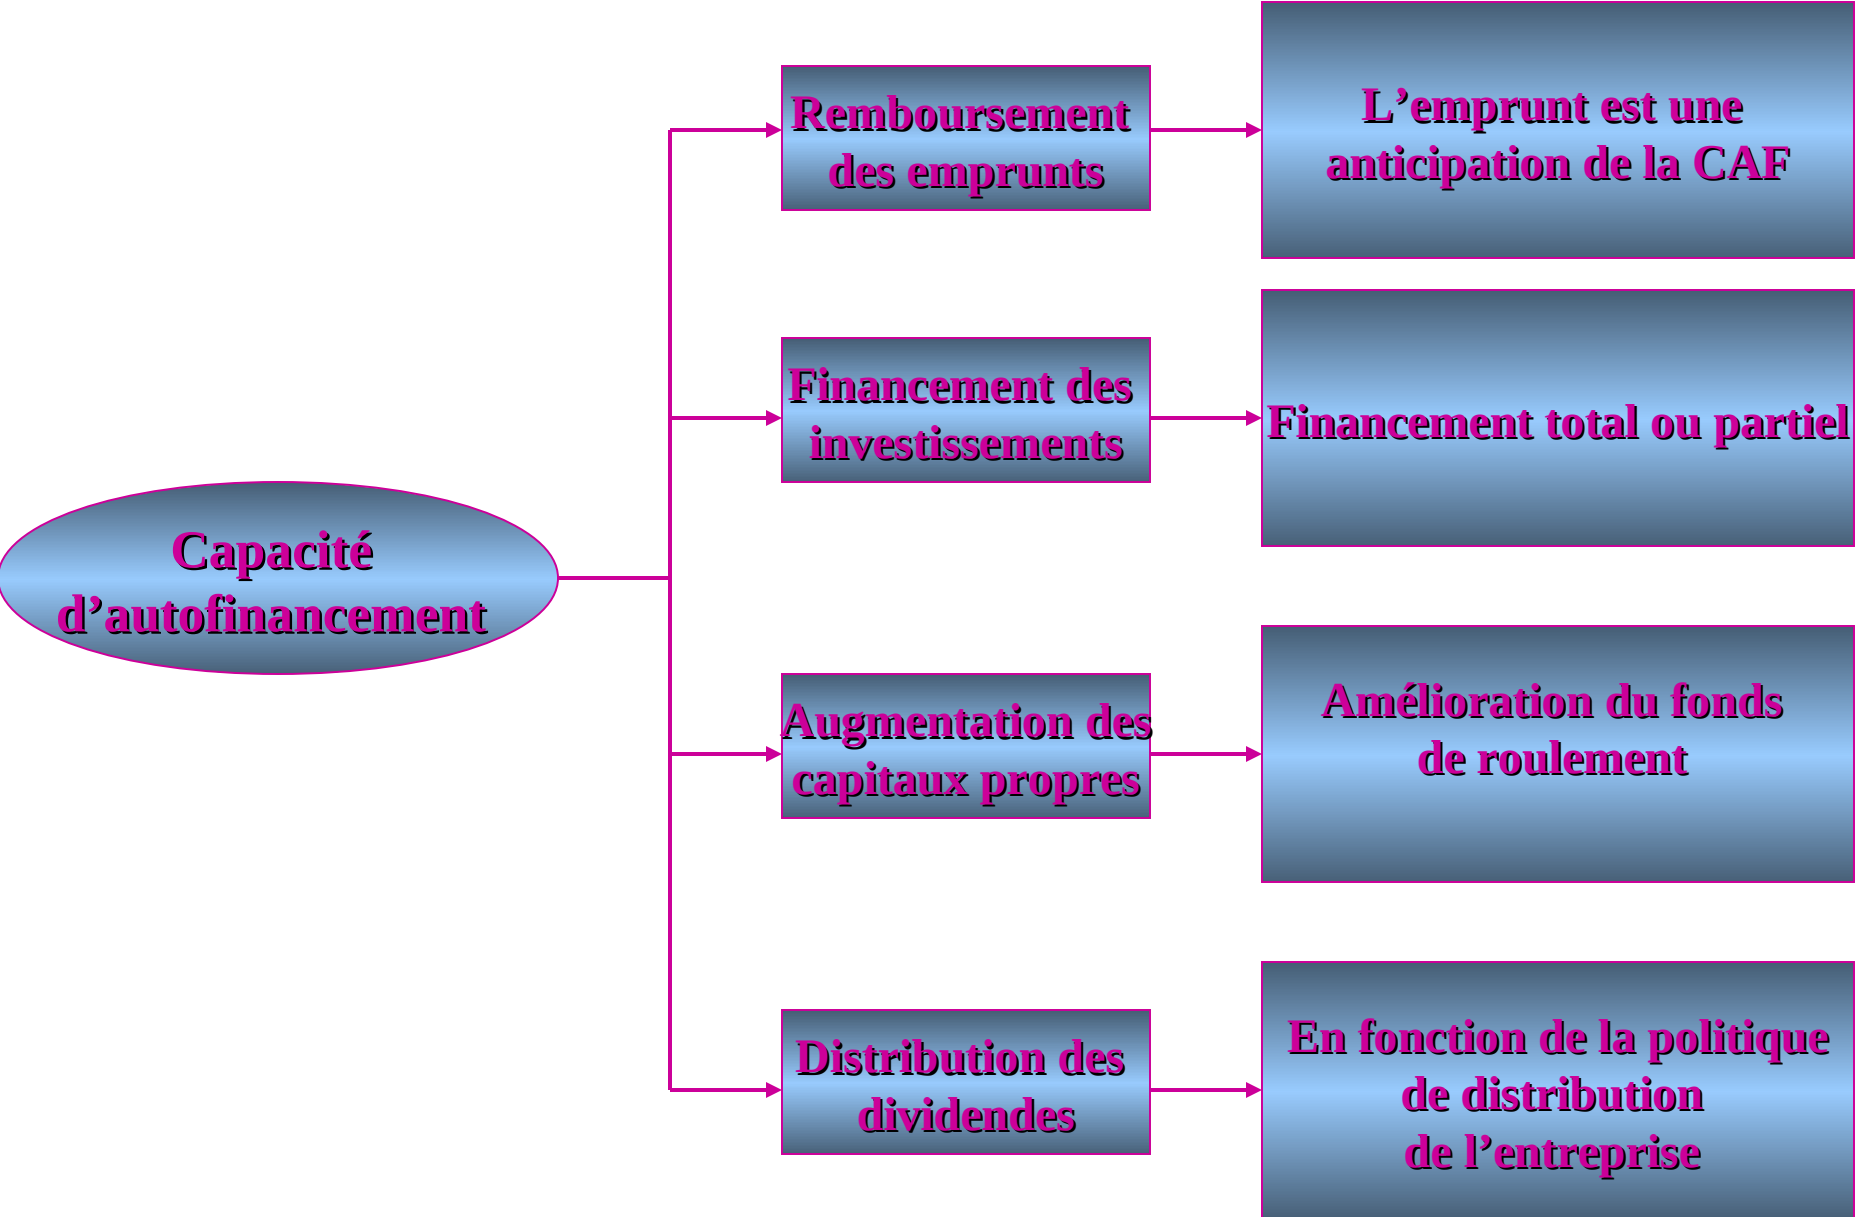 Remboursement
des emprunts
L’emprunt est une
anticipation de la CAF
Financement des
investissements
Financement total ou partiel
Capacité
d’autofinancement
Augmentation des
capitaux propres
Amélioration du fonds
de roulement
Distribution des
dividendes
En fonction de la politique
de distribution
de l’entreprise